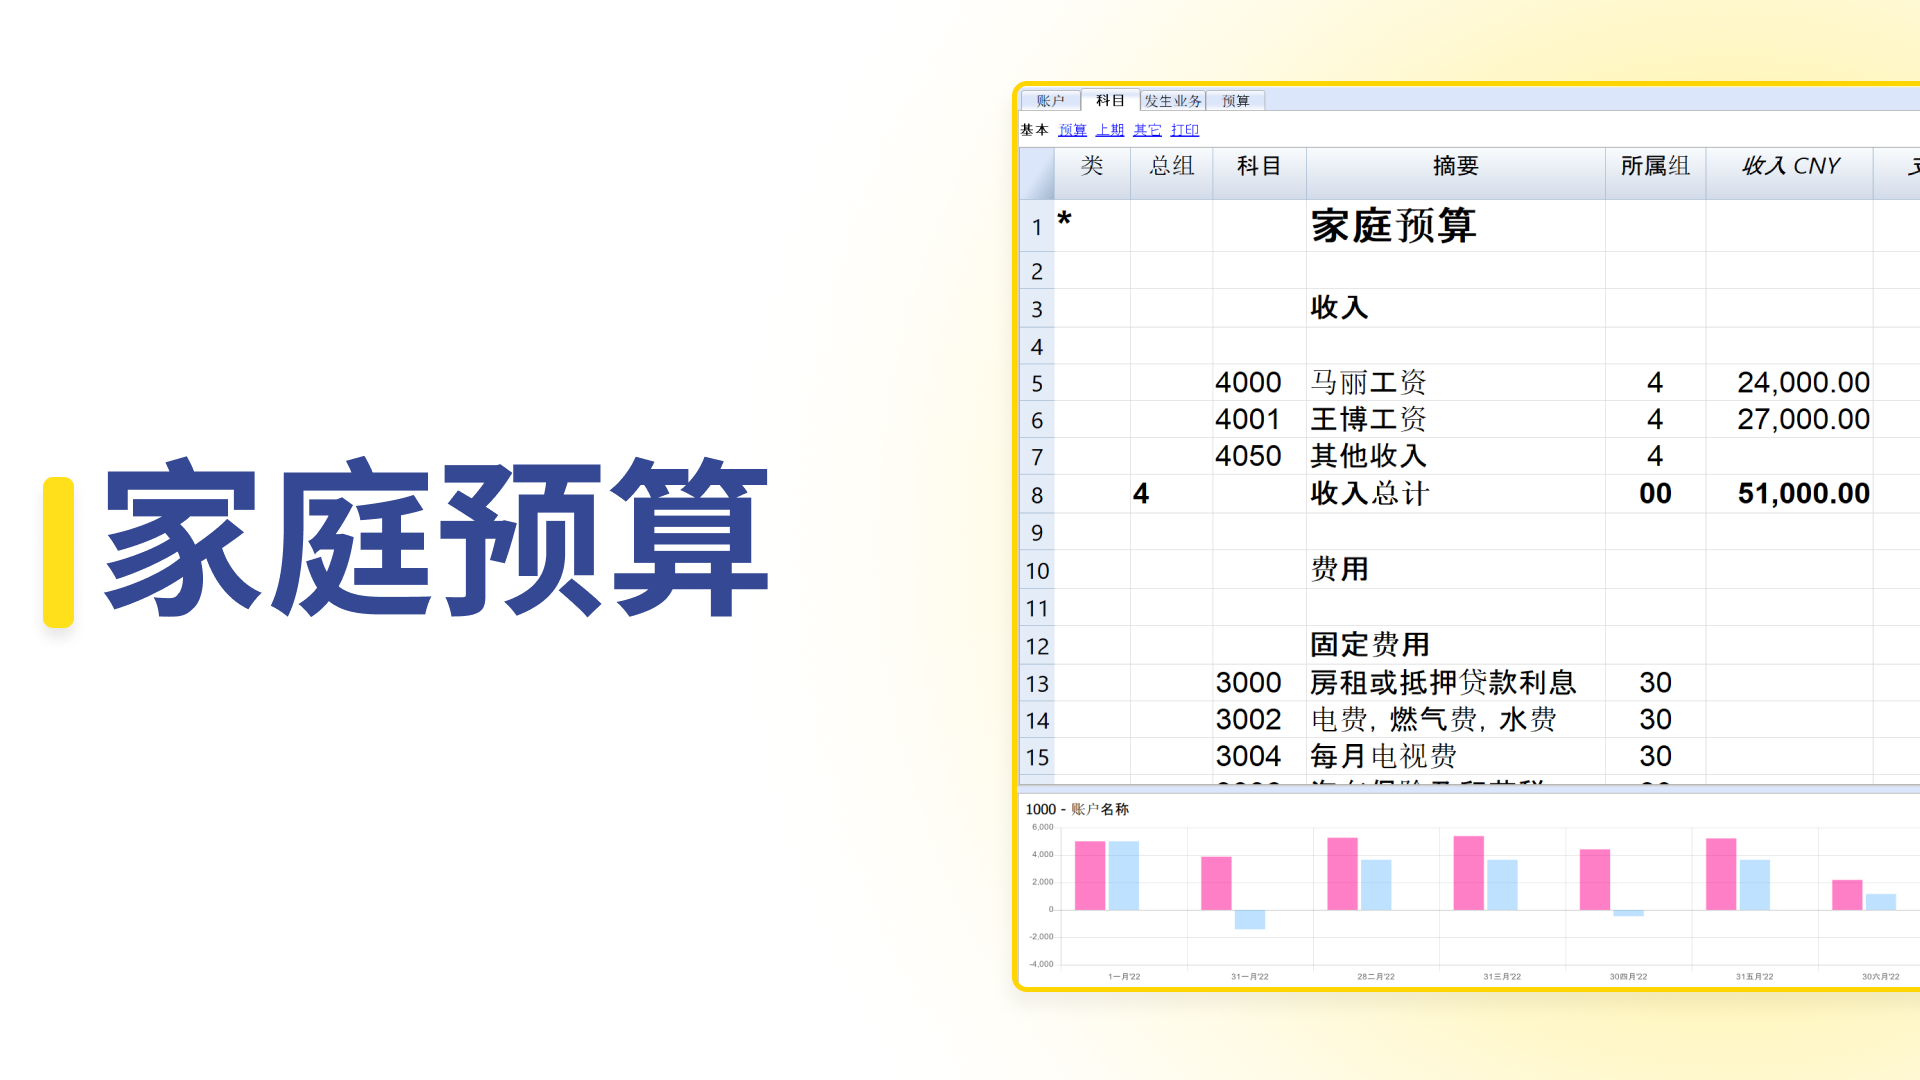 家庭预算
账户 科目 发生业务 预算
基本 预算 上期 其它 打印
类 总组 科目 摘要 所属组 收入 CNY
1 * 家庭预算
2
3 收入
4
5 4000 马丽工资 4 24,000.00
6 4001 王博工资 4 27,000.00
7 4050 其他收入 4
8 4 收入总计 00 51,000.00
9
10 费用
11
12 固定费用
13 3000 房租或抵押贷款利息 30
14 3002 电费, 燃气费, 水费 30
15 3004 每月电视费 30
1000 - 账户名称
6,000
4,000
2,000
0
-2,000
-4,000
1一月'22 31一月'22 28二月'22 31三月'22 30四月'22 31五月'22 30六月'22